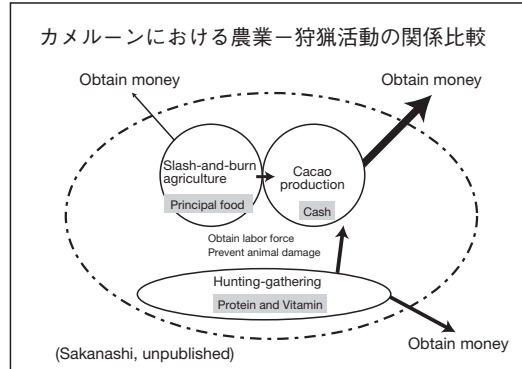 カメルーンにおける農業－狩猟活動の関係比較
Obtain money
Obtain money
Slash-and-burn
agriculture
Principal food
Cacao
production
Cash
Obtain labor force
Prevent animal damage
Hunting-gathering
Protein and Vitamin
Obtain money
(Sakanashi, unpublished)